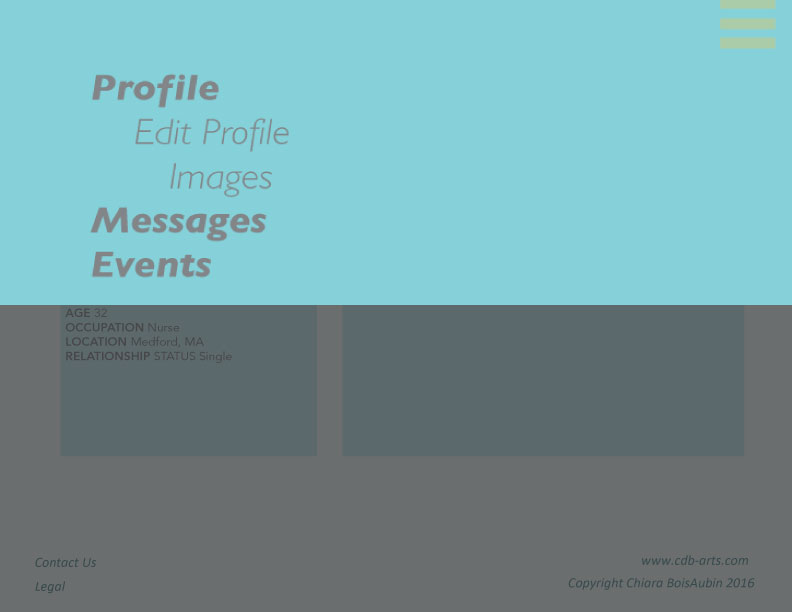 Profile
Edit Profile
Images
Messages
Events
AGE 32
OCCUPATION Nurse
LOCATION Medford, MA
RELATIONSHIP STATUS Single
Contact Us
Legal
www.cdb-arts.com
Copyright Chiara BoisAubin 2016